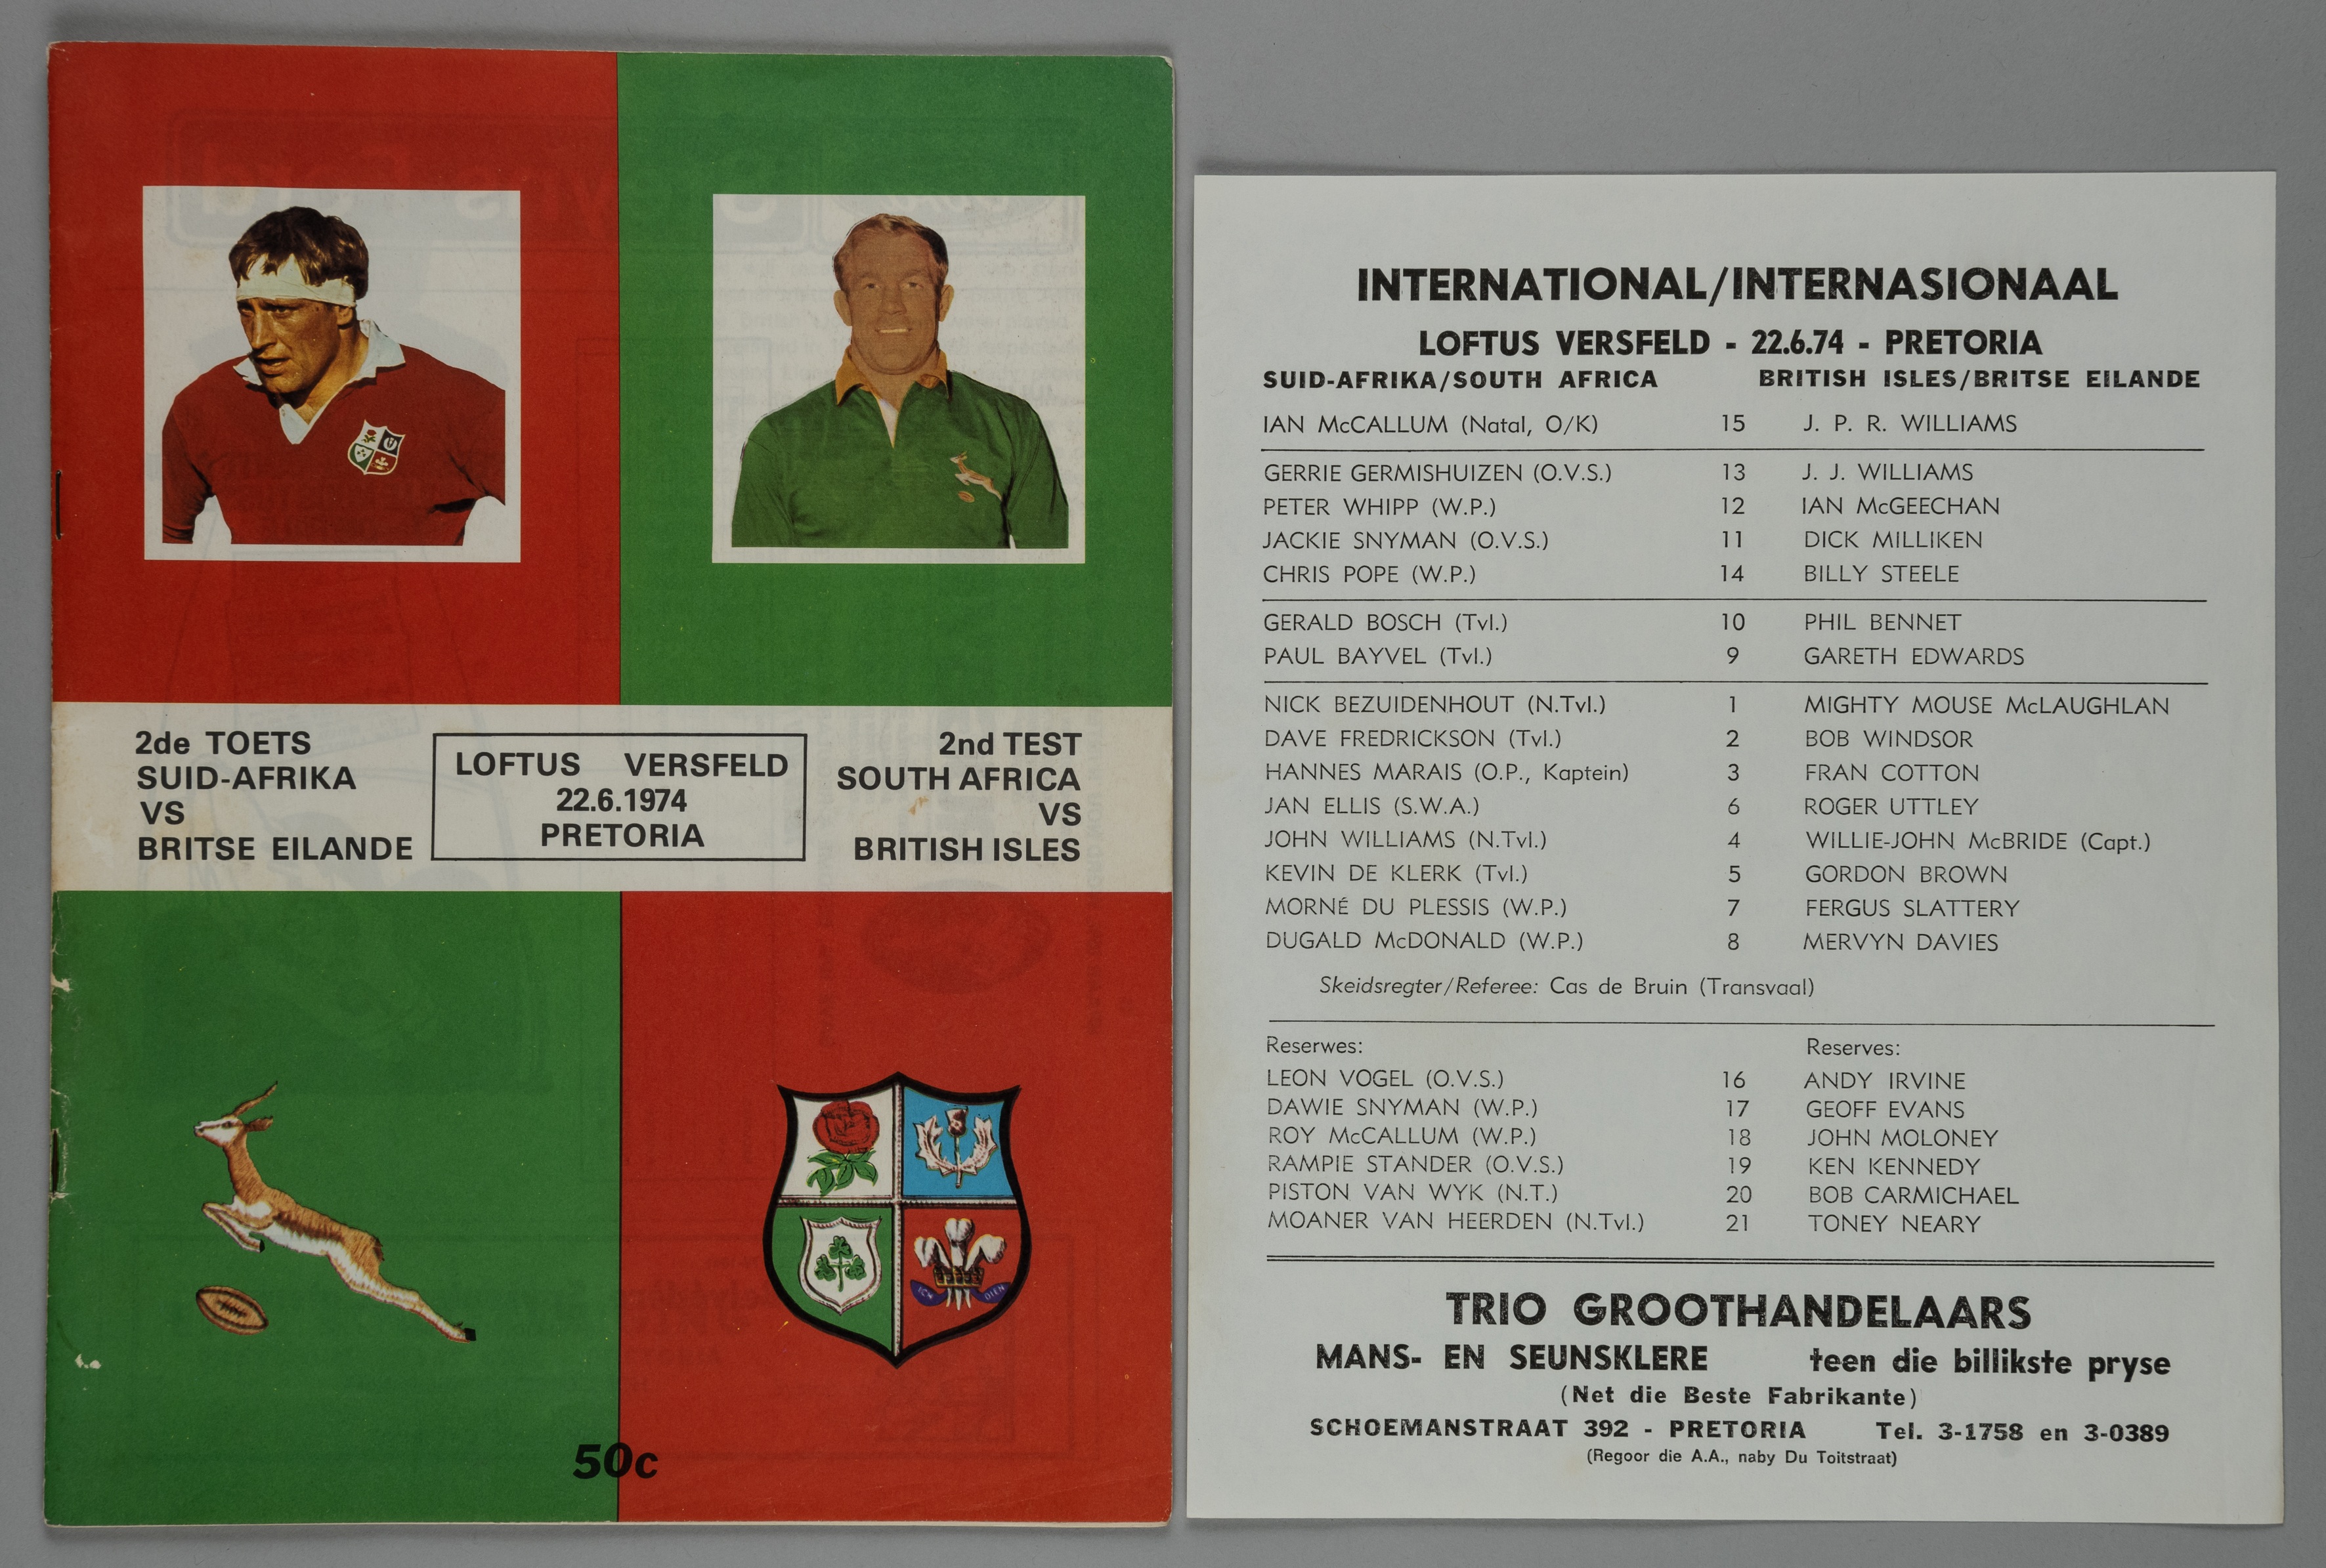 2de TOETS
SUID-AFRIKA
VS
BRITSE EILANDE
LOFTUS VERSFELD
22.6.1974
PRETORIA
2nd TEST
SOUTH AFRICA
VS
BRITISH ISLES
ICH DIEN
50c
INTERNATIONAL/INTERNASIONAAL
LOFTUS VERSFELD - 22.6.74 - PRETORIA
SUID-AFRIKA/SOUTH AFRICA BRITISH ISLES/BRITSE EILANDE
IAN McCALLUM (Natal, O/K) 15 J. P. R. WILLIAMS
GERRIE GERMISHUIZEN (O.V.S.) 13 J. J. WILLIAMS
PETER WHIPP (W.P.) 12 IAN McGEECHAN
JACKIE SNYMAN (O.V.S.) 11 DICK MILLIKEN
CHRIS POPE (W.P.) 14 BILLY STEELE
GERALD BOSCH (Tvl.) 10 PHIL BENNET
PAUL BAYVEL (Tvl.) 9 GARETH EDWARDS
NICK BEZUIDENHOUT (N.Tvl.) 1 MIGHTY MOUSE McLAUGHLAN
DAVE FREDRICKSON (Tvl.) 2 BOB WINDSOR
HANNES MARAIS (O.P., Kaptein) 3 FRAN COTTON
JAN ELLIS (S.W.A.) 6 ROGER UTTLEY
JOHN WILLIAMS (N.Tvl.) 4 WILLIE-JOHN McBRIDE (Capt.)
KEVIN DE KLERK (Tvl.) 5 GORDON BROWN
MORNÉ DU PLESSIS (W.P.) 7 FERGUS SLATTERY
DUGALD McDONALD (W.P.) 8 MERVYN DAVIES
Skeidsregter/Referee: Cas de Bruin (Transvaal)
Reserwes: Reserves:
LEON VOGEL (O.V.S.) 16 ANDY IRVINE
DAWIE SNYMAN (W.P.) 17 GEOFF EVANS
ROY McCALLUM (W.P.) 18 JOHN MOLONEY
RAMPIE STANDER (O.V.S.) 19 KEN KENNEDY
PISTON VAN WYK (N.T.) 20 BOB CARMICHAEL
MOANER VAN HEERDEN (N.Tvl.) 21 TONEY NEARY
TRIO GROOTHANDELAARS
MANS- EN SEUNSKLERE teen die billikste pryse
(Net die Beste Fabrikante)
SCHOEMANSTRAAT 392 - PRETORIA Tel. 3-1758 en 3-0389
(Regoor die A.A., naby Du Toitstraat)